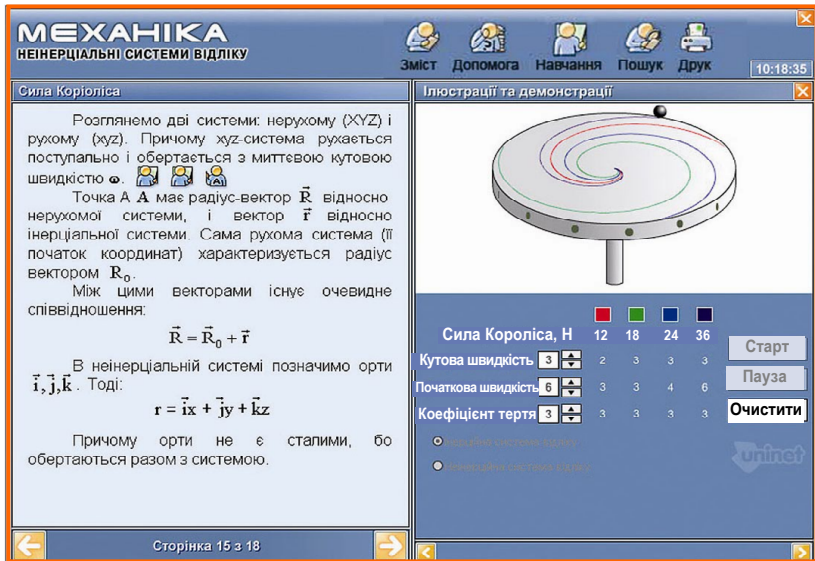 МЕХАНІКА
НЕІНЕРЦІАЛЬНІ СИСТЕМИ ВІДЛІКУ
Зміст Допомога Навчання Пошук Друк
10:18:35
Сила Коріоліса
Розглянемо дві системи: нерухому (XYZ) і
рухому (xyz). Причому xyz-система рухається
поступально і обертається з миттєвою кутовою
швидкістю ω.
Точка А A має радіус-вектор R⃗ відносно
нерухомої системи, і вектор r⃗ відносно
інерціальної системи. Сама рухома система (її
початок координат) характеризується радіус
вектором R₀.
Між цими векторами існує очевидне
співвідношення:
R⃗ = R⃗₀ + r⃗
В неінерціальній системі позначимо орти
i⃗, j⃗,k⃗ . Тоді:
r = i⃗x + j⃗y + k⃗z
Причому орти не є сталими, бо
обертаються разом з системою.
Сторінка 15 з 18
Ілюстрації та демонстрації
Сила Короліса, Н 12 18 24 36
Кутова швидкість 3 2 3 3 3
Початкова швидкість 6 3 3 4 6
Коефіцієнт тертя 3 3 3 3 3
Старт
Пауза
Очистити
uninet